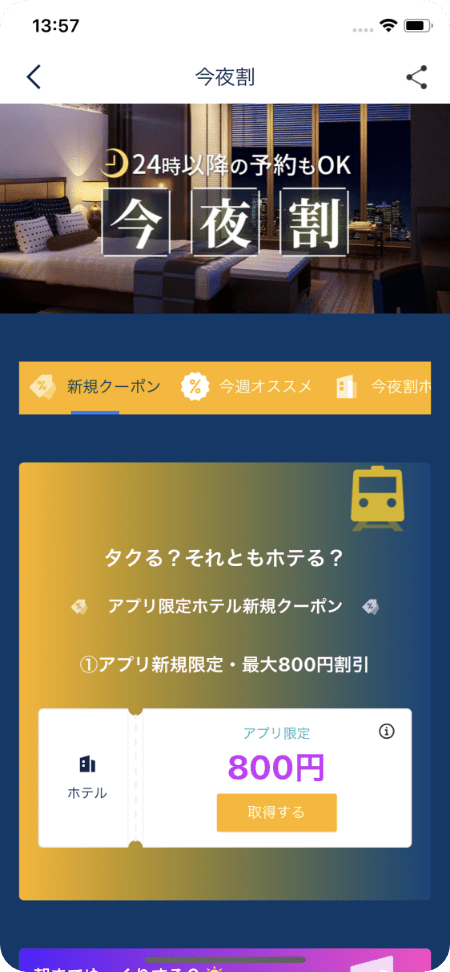 13:57
今夜割
24時以降の予約もOK
今夜割
新規クーポン
今週オススメ
今夜割ホ
タクる？それともホテる？
アプリ限定ホテル新規クーポン
①アプリ新規限定・最大800円割引
アプリ限定
800円
ホテル
取得する